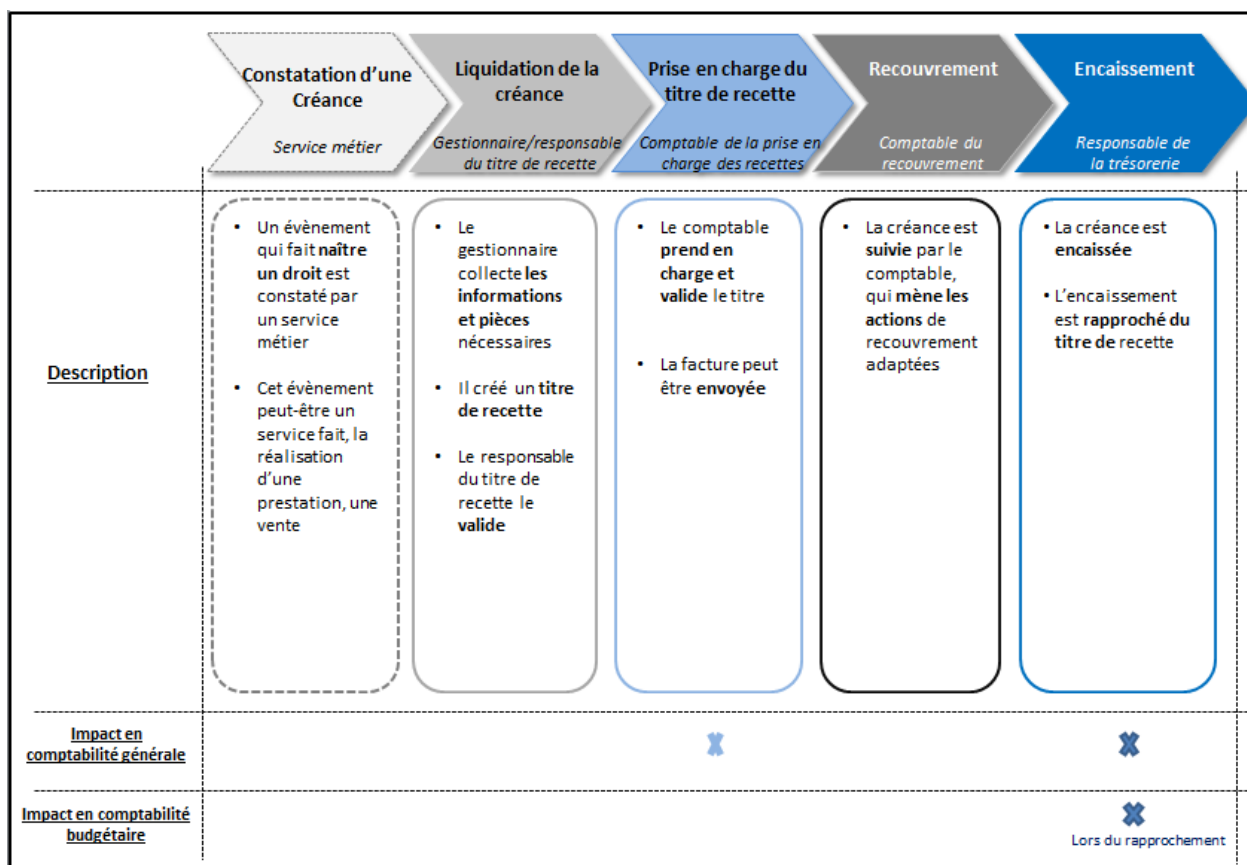 Constatation d’une
Créance
Service métier
Liquidation de la
créance
Gestionnaire/responsable
du titre de recette
Prise en charge du
titre de recette
Comptable de la prise en
charge des recettes
Recouvrement
Comptable du
recouvrement
Encaissement
Responsable de
la trésorerie
Description
• Un évènement
qui fait naître
un droit est
constaté par
un service
métier
• Cet évènement
peut-être un
service fait, la
réalisation
d’une
prestation, une
vente
• Le
gestionnaire
collecte les
informations
et pièces
nécessaires
• Il créé un titre
de recette
• Le responsable
du titre de
recette le
valide
• Le comptable
prend en
charge et
valide le titre
• La facture peut
être envoyée
• La créance est
suivie par le
comptable,
qui mène les
actions de
recouvrement
adaptées
• La créance est
encaissée
• L’encaissement
est rapproché du
titre de recette
Impact en
comptabilité générale
Impact en comptabilité
budgétaire
Lors du rapprochement